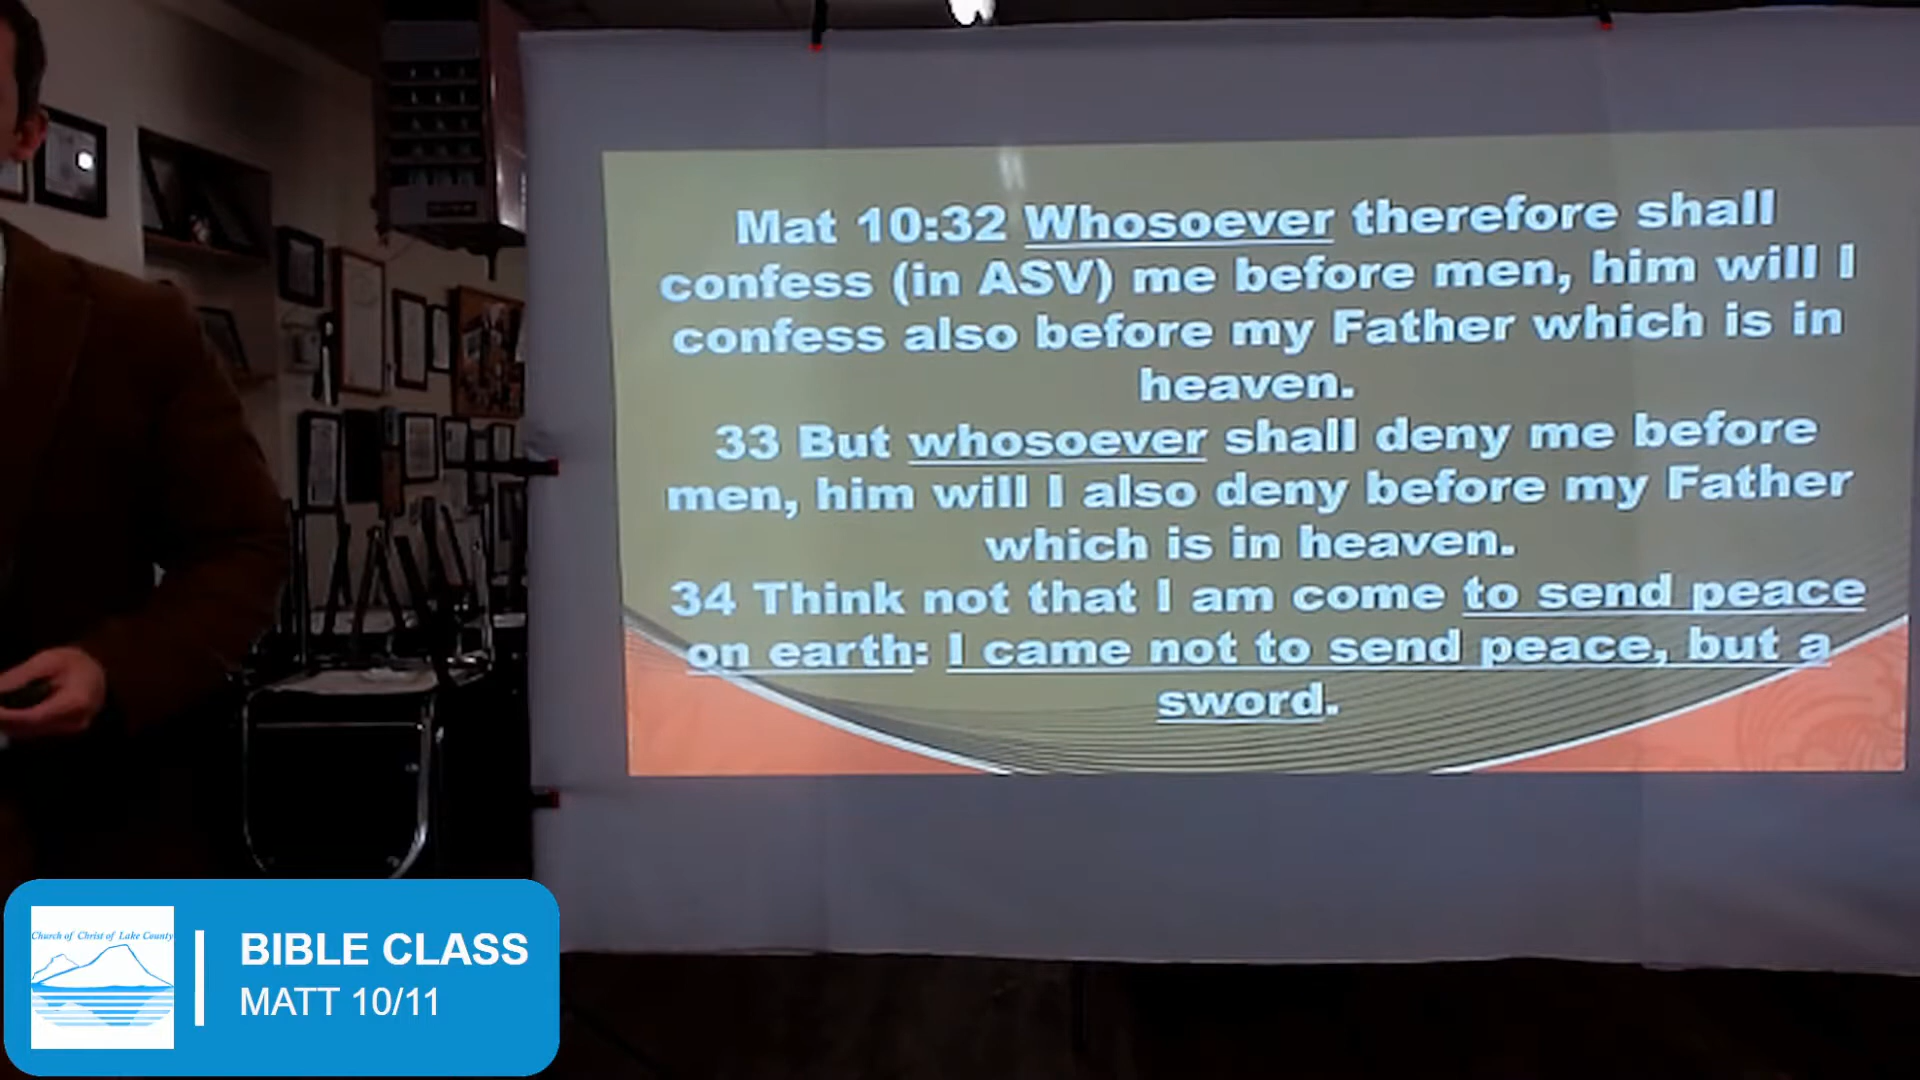 Mat 10:32 Whosoever therefore shall
confess (in ASV) me before men, him will I
confess also before my Father which is in
heaven.
33 But whosoever shall deny me before
men, him will I also deny before my Father
which is in heaven.
34 Think not that I am come to send peace
on earth: I came not to send peace, but a
sword.
Church of Christ of Lake County
BIBLE CLASS
MATT 10/11